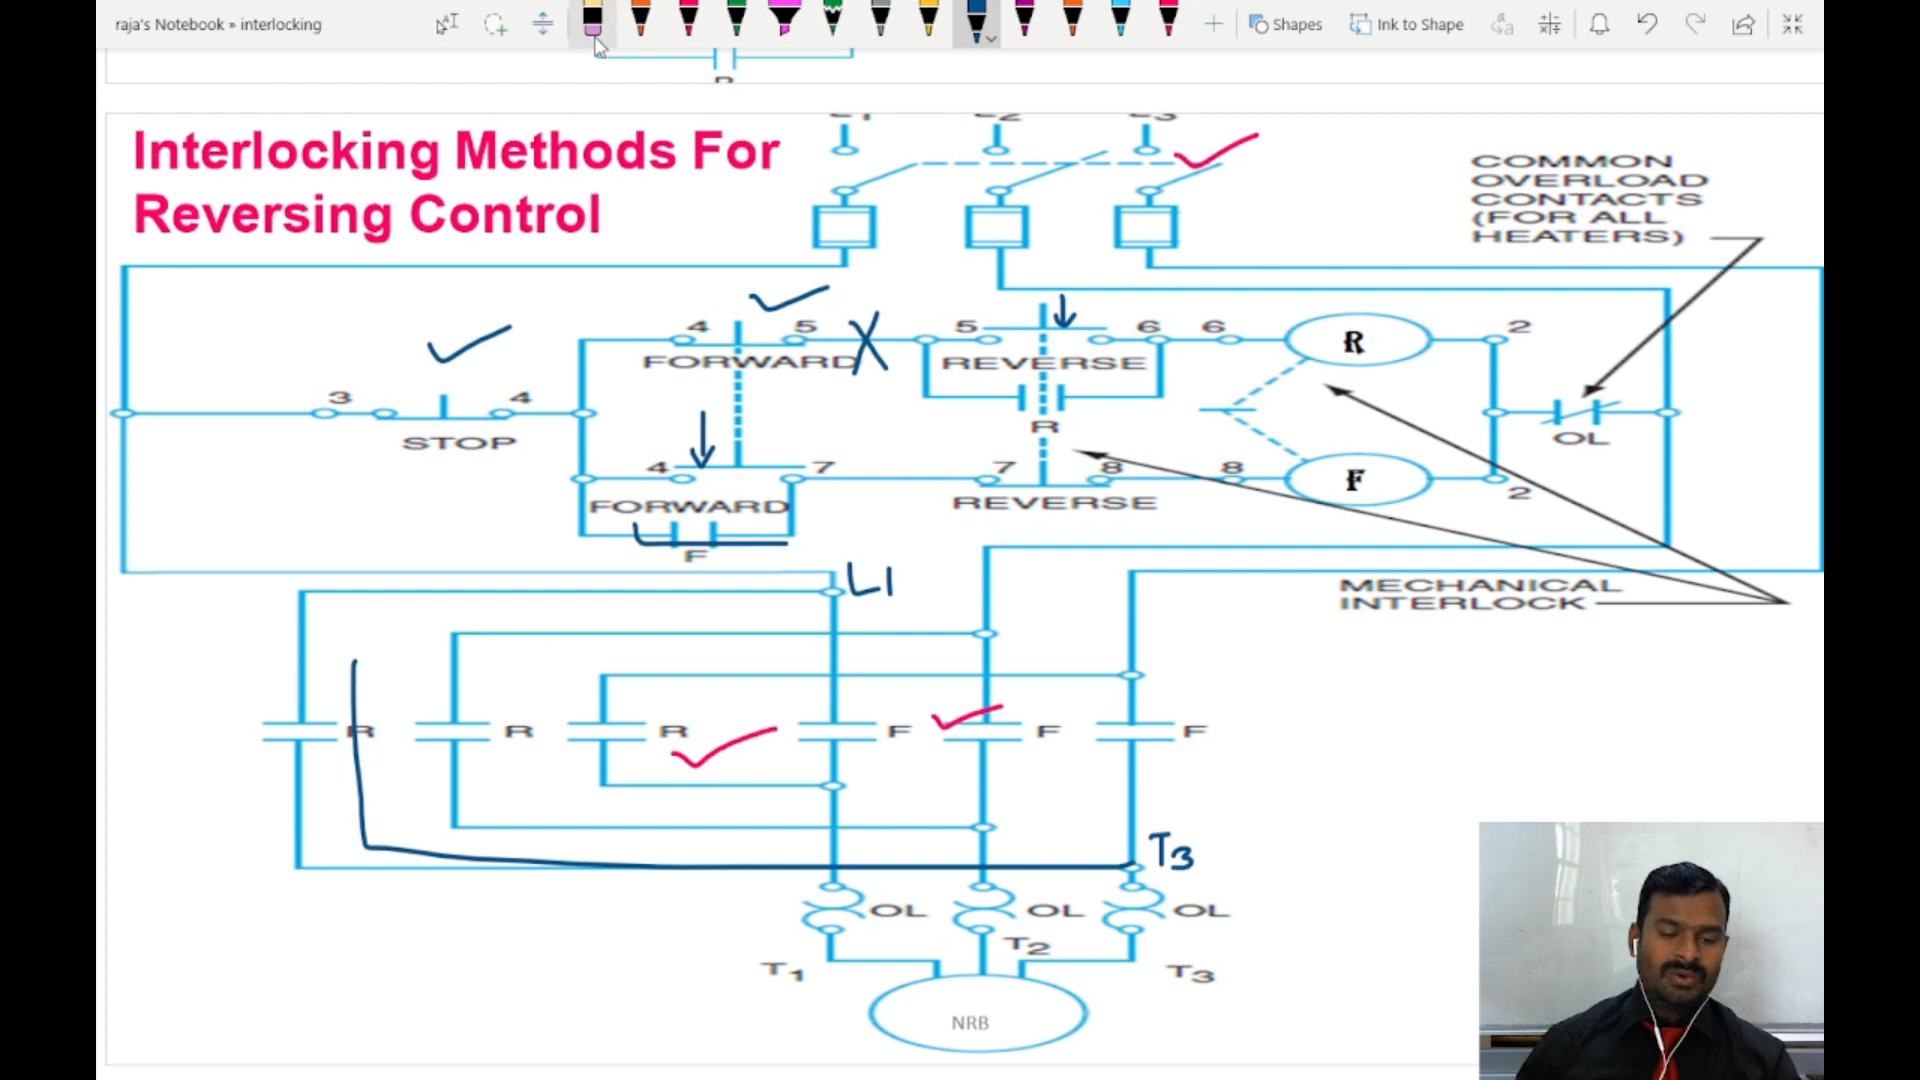 raja's Notebook » interlocking
Shapes
Ink to Shape
Interlocking Methods For
Reversing Control
COMMON
OVERLOAD
CONTACTS
(FOR ALL
HEATERS)
4 5 5 6 6 R 2
FORWARD REVERSE
3 4
STOP
R
OL
4 7 7 8 8 F 2
FORWARD REVERSE
F
L1
MECHANICAL
INTERLOCK
R R R F F F
T3
OL OL OL
T1 T2 T3
NRB